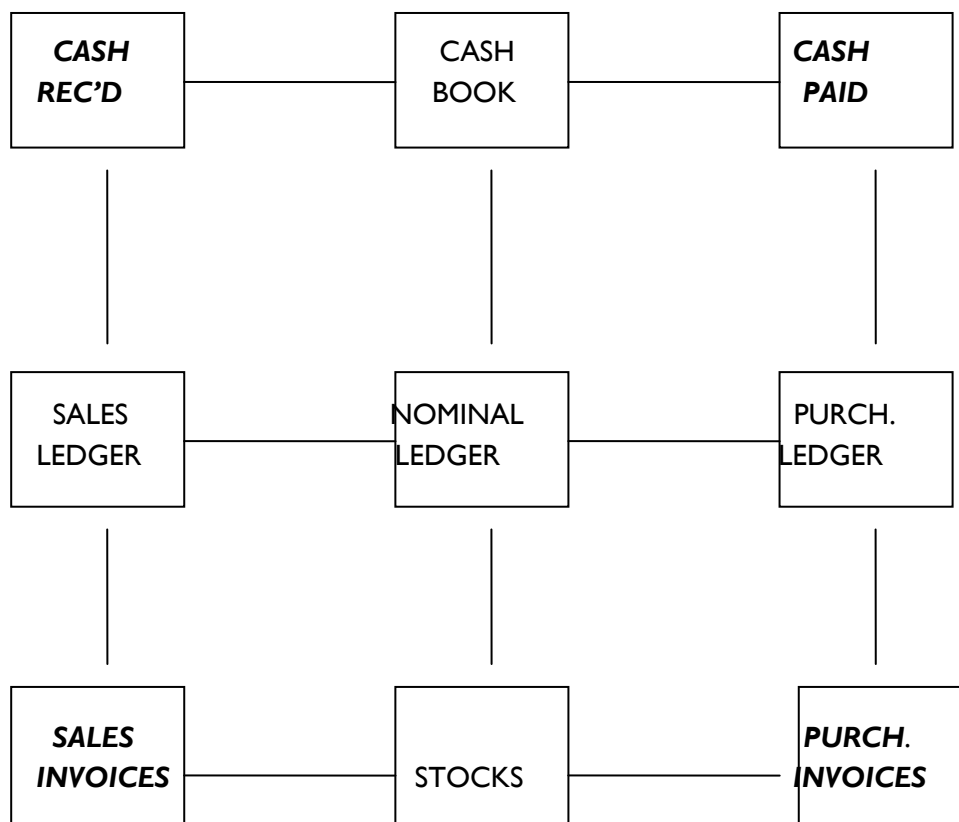 CASH
REC’D
CASH
BOOK
CASH
PAID
SALES
LEDGER
NOMINAL
LEDGER
PURCH.
LEDGER
SALES
INVOICES
STOCKS
PURCH.
INVOICES